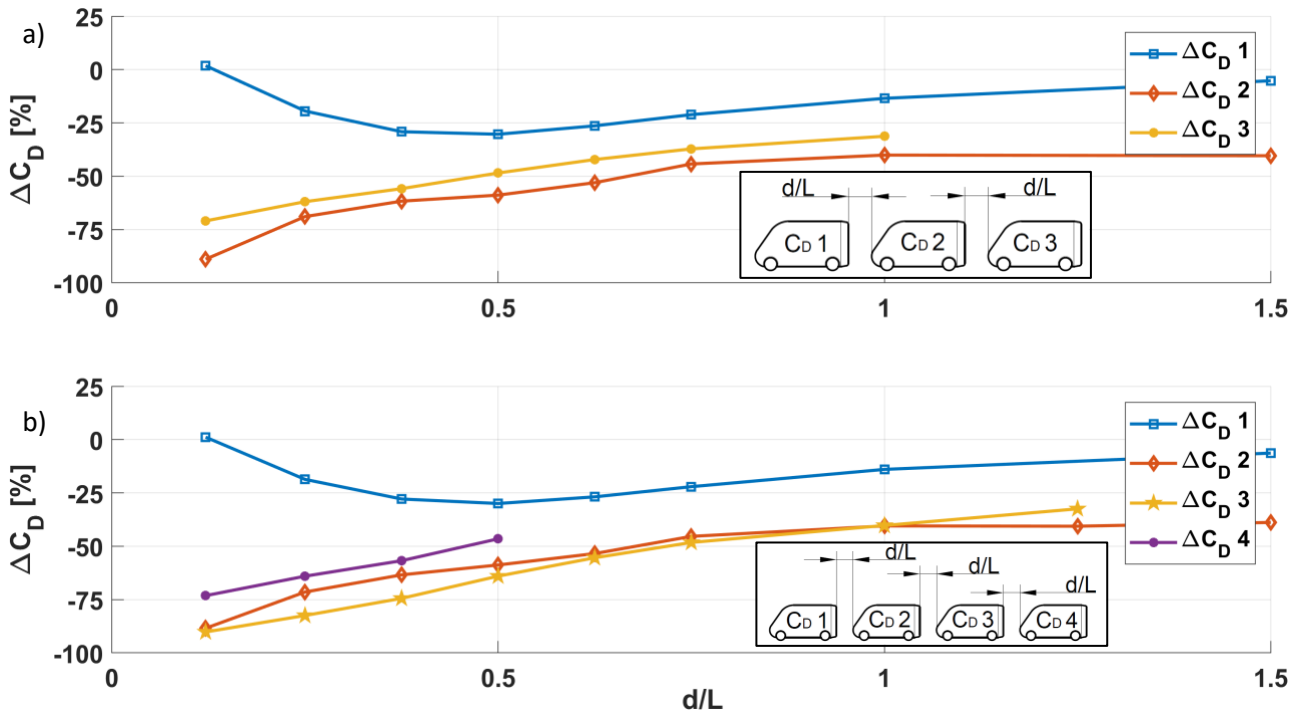 a)
25
0
-25
-50
-75
-100
ΔC_D [%]
ΔC_D 1
ΔC_D 2
ΔC_D 3
d/L d/L
C_D 1 C_D 2 C_D 3
0 0.5 1 1.5
b)
25
0
-25
-50
-75
-100
ΔC_D [%]
ΔC_D 1
ΔC_D 2
ΔC_D 3
ΔC_D 4
d/L d/L d/L
C_D 1 C_D 2 C_D 3 C_D 4
0 0.5 1 1.5
d/L